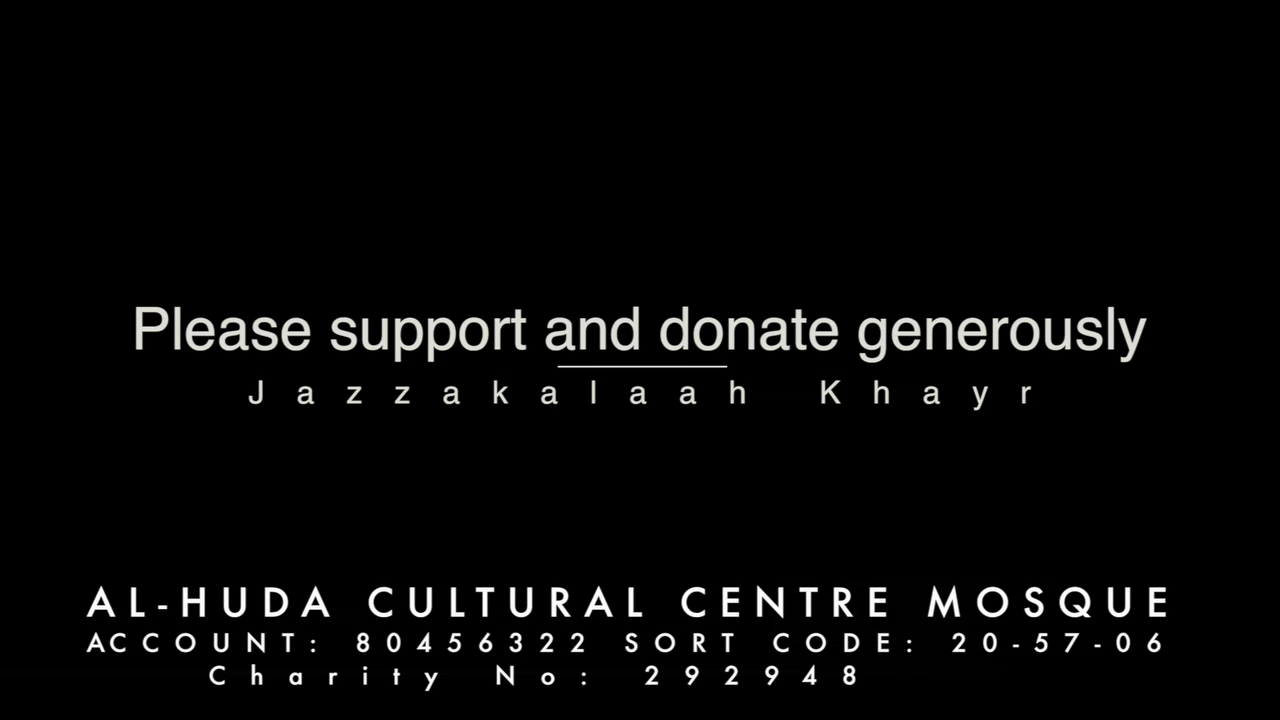 Please support and donate generously
Jazzakalaah Khayr
AL-HUDA CULTURAL CENTRE MOSQUE
ACCOUNT: 80456322 SORT CODE: 20-57-06
Charity No: 292948